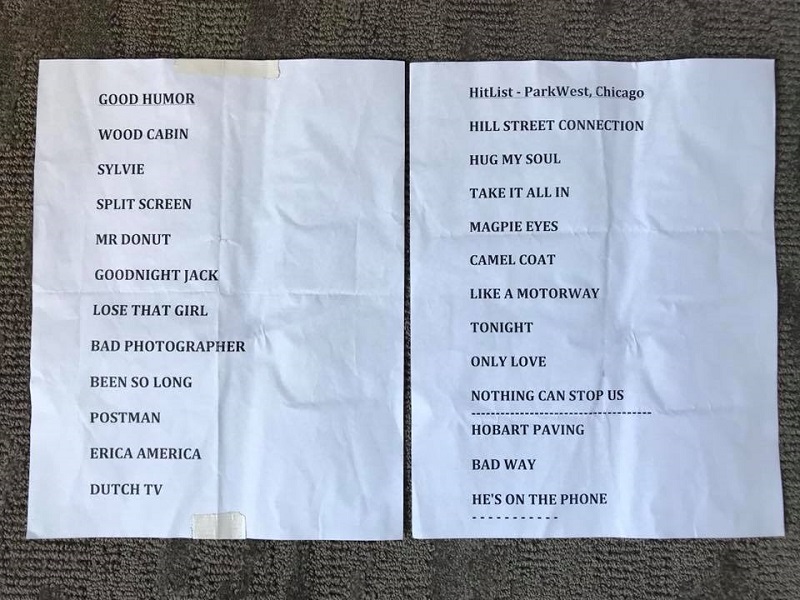 GOOD HUMOR
WOOD CABIN
SYLVIE
SPLIT SCREEN
MR DONUT
GOODNIGHT JACK
LOSE THAT GIRL
BAD PHOTOGRAPHER
BEEN SO LONG
POSTMAN
ERICA AMERICA
DUTCH TV
HitList - ParkWest, Chicago
HILL STREET CONNECTION
HUG MY SOUL
TAKE IT ALL IN
MAGPIE EYES
CAMEL COAT
LIKE A MOTORWAY
TONIGHT
ONLY LOVE
NOTHING CAN STOP US
------------------------------------
HOBART PAVING
BAD WAY
HE'S ON THE PHONE
- - - - - - - - - - -